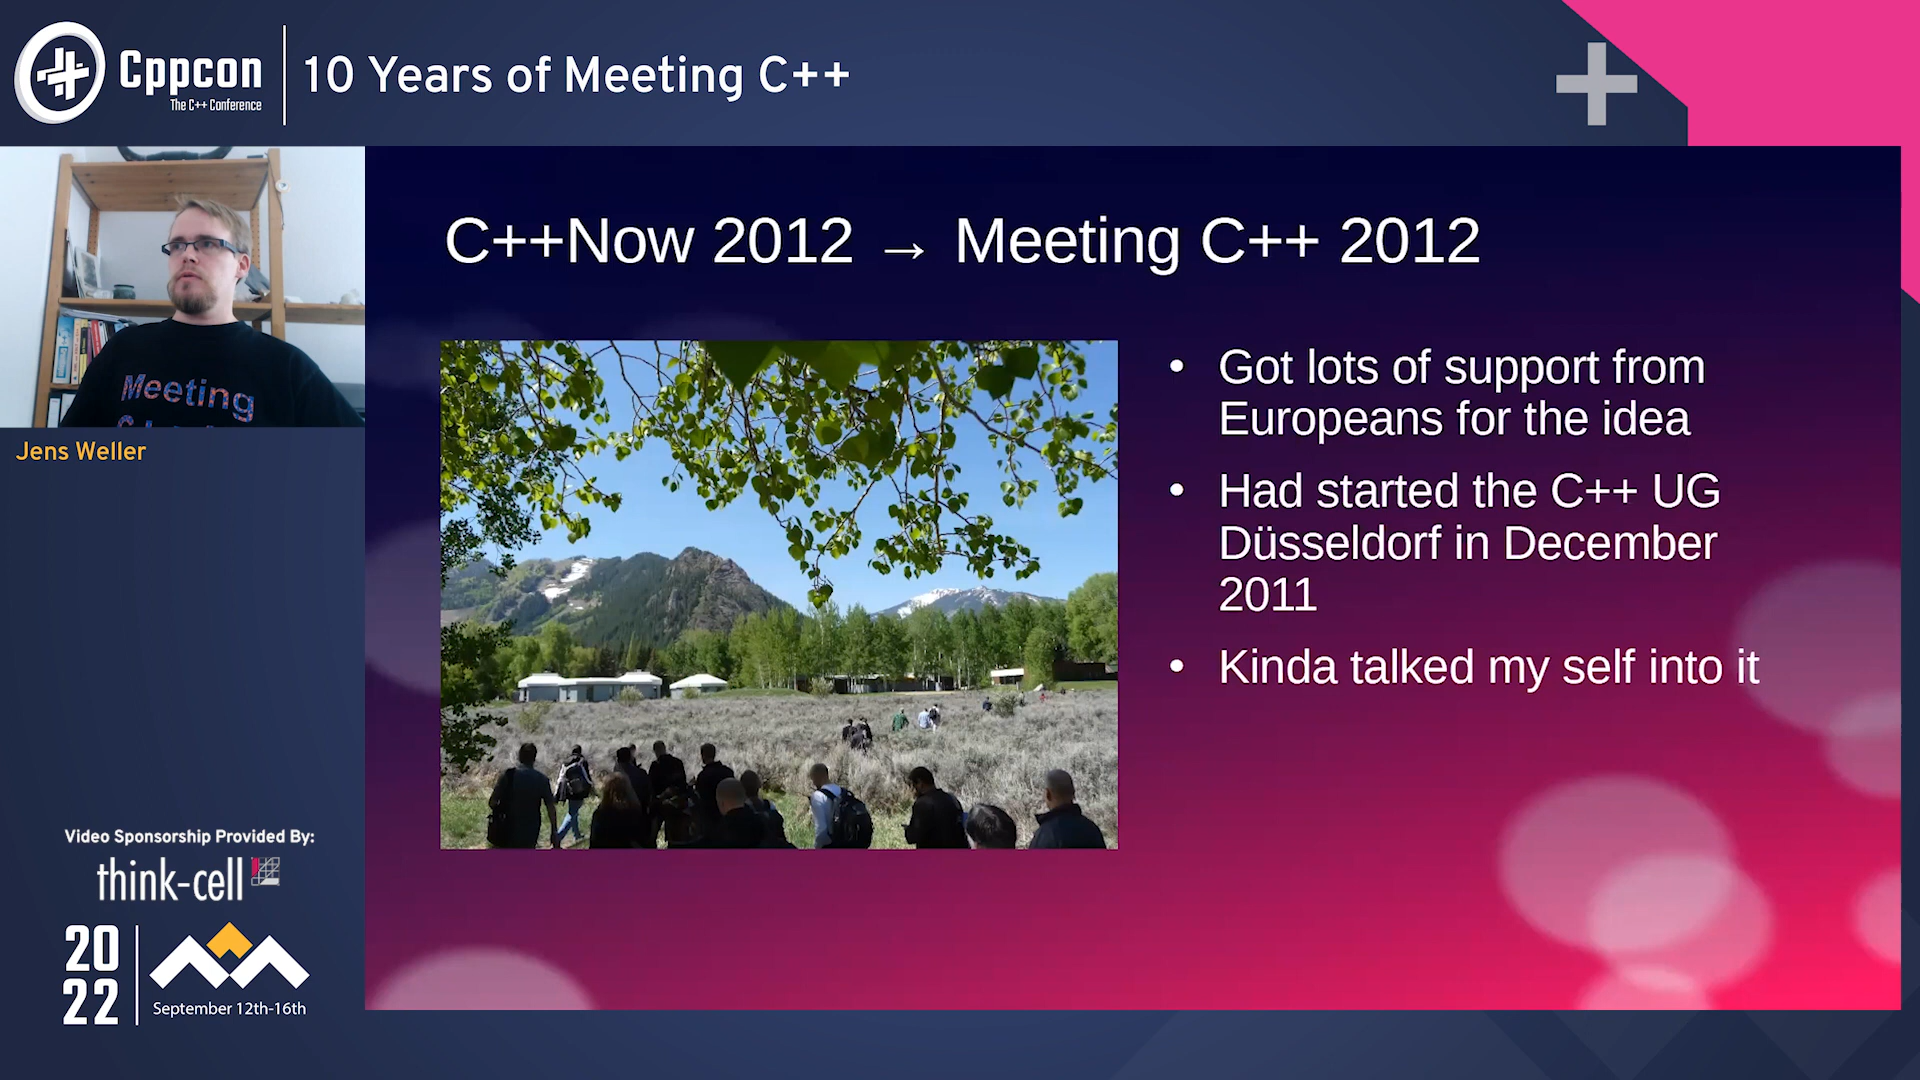 Cppcon
The C++ Conference
10 Years of Meeting C++
Meeting
Jens Weller
C++Now 2012 → Meeting C++ 2012
• Got lots of support from
Europeans for the idea
• Had started the C++ UG
Düsseldorf in December
2011
• Kinda talked my self into it
Video Sponsorship Provided By:
think-cell
20
22
September 12th-16th